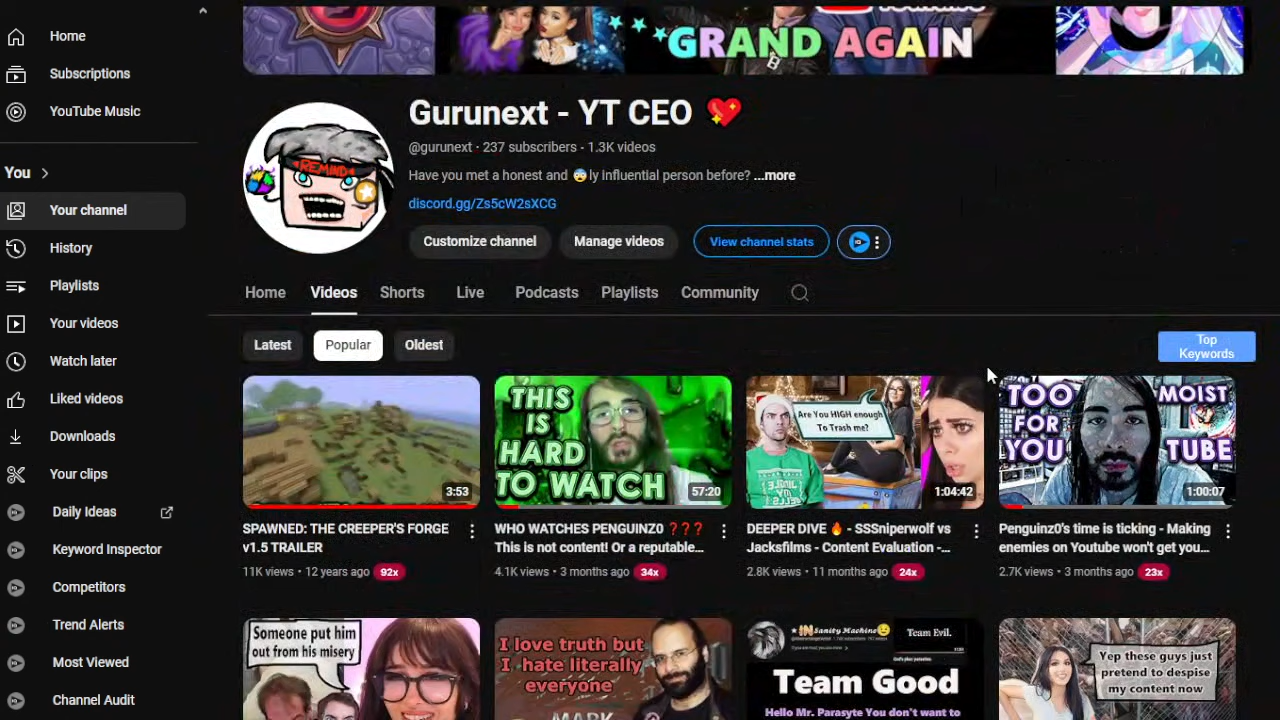 GRAND AGAIN
Home
Subscriptions
YouTube Music
You
Your channel
History
Playlists
Your videos
Watch later
Liked videos
Downloads
Your clips
Daily Ideas
Keyword Inspector
Competitors
Trend Alerts
Most Viewed
Channel Audit
Gurunext - YT CEO 💖
REMIND
@gurunext · 237 subscribers · 1.3K videos
Have you met a honest and 😨ly influential person before? ...more
discord.gg/Zs5cW2sXCG
Customize channel
Manage videos
View channel stats
Home
Videos
Shorts
Live
Podcasts
Playlists
Community
Latest
Popular
Oldest
Top
Keywords
3:53
SPAWNED: THE CREEPER'S FORGE
v1.5 TRAILER
11K views · 12 years ago 92x
THIS
IS
HARD
TO WATCH
57:20
WHO WATCHES PENGUINZ0 ❓❓❓
This is not content! Or a reputable...
4.1K views · 3 months ago 34x
Are You HIGH enough
To Trash me?
1:04:42
DEEPER DIVE 🔥 - SSSniperwolf vs
Jacksfilms - Content Evaluation -...
2.8K views · 11 months ago 24x
TOO
FOR
YOU
MOIST
TUBE
1:00:07
Penguinz0's time is ticking - Making
enemies on Youtube won't get you...
2.7K views · 3 months ago 23x
Someone put him
out from his misery
I love truth but
I hate literally
everyone
MARK
INSanity Machine
Team Evil.
Team Good
Hello Mr. Parasyte You don't want to
Yep these guys just
pretend to despise
my content now